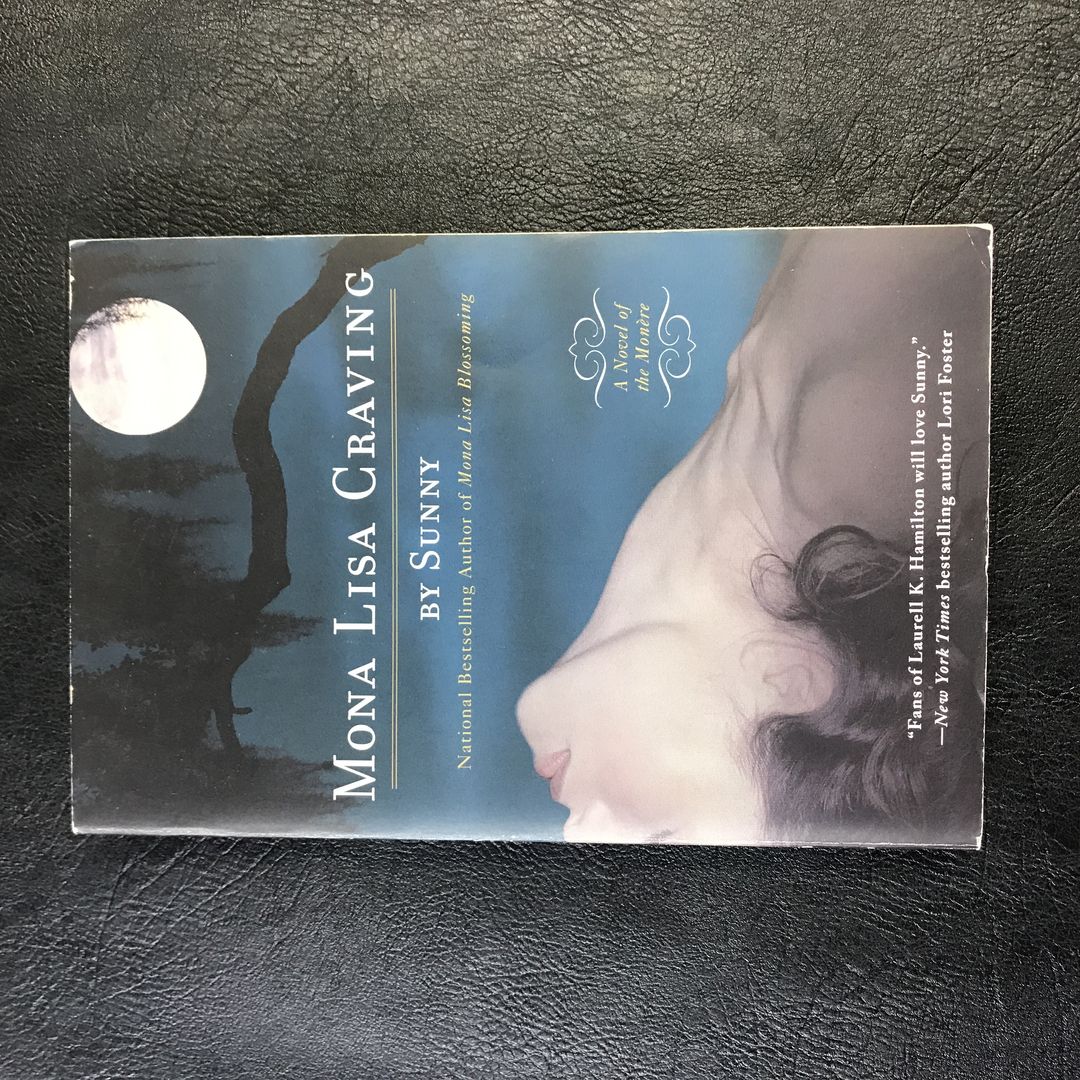 MONA LISA CRAVING
BY SUNNY
National Bestselling Author of Mona Lisa Blossoming
A Novel of
the Monère
“Fans of Laurell K. Hamilton will love Sunny.”
—New York Times bestselling author Lori Foster